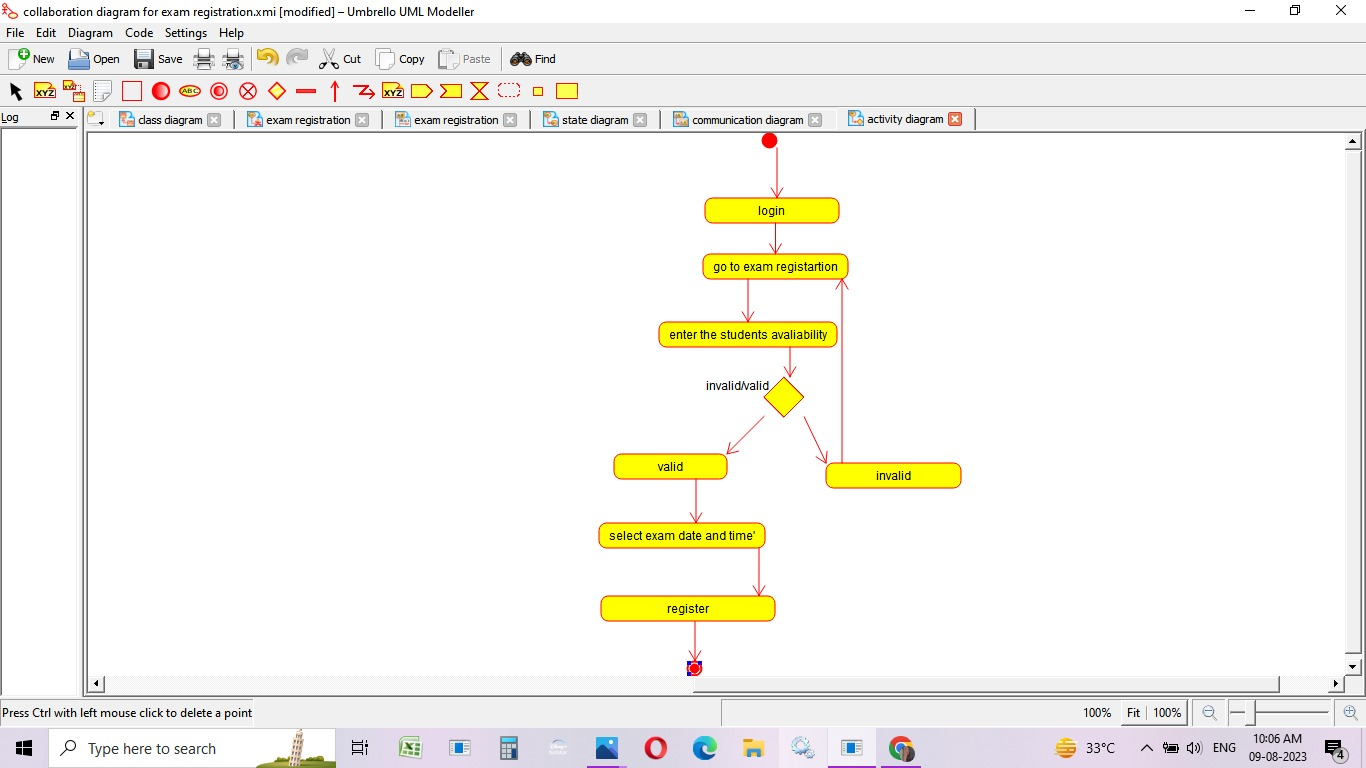 collaboration diagram for exam registration.xmi [modified] – Umbrello UML Modeller
File Edit Diagram Code Settings Help
New Open Save Cut Copy Paste Find
XYZ XYZ ABC XYZ
Log
class diagram exam registration exam registration state diagram communication diagram activity diagram
login
go to exam registartion
enter the students avaliability
invalid/valid
valid
invalid
select exam date and time'
register
Press Ctrl with left mouse click to delete a point
100% Fit 100%
Type here to search
33°C ENG
10:06 AM
09-08-2023
4